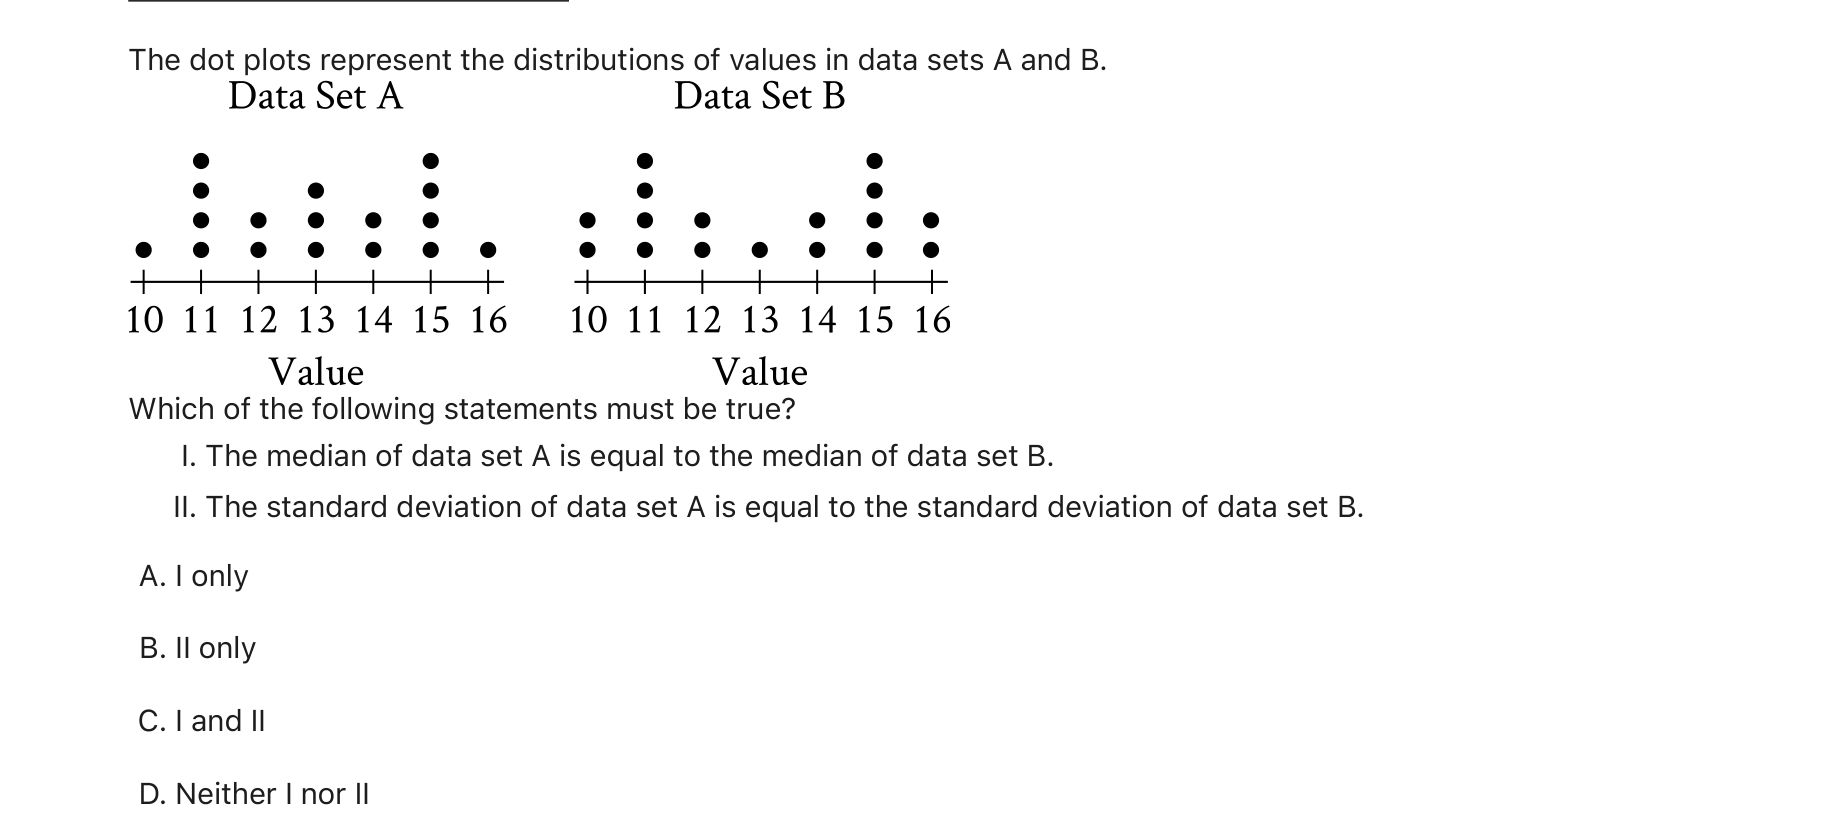 The dot plots represent the distributions of values in data sets A and B.
Data Set A Data Set B
10 11 12 13 14 15 16 10 11 12 13 14 15 16
Value Value
Which of the following statements must be true?
I. The median of data set A is equal to the median of data set B.
II. The standard deviation of data set A is equal to the standard deviation of data set B.
A. I only
B. II only
C. I and II
D. Neither I nor II